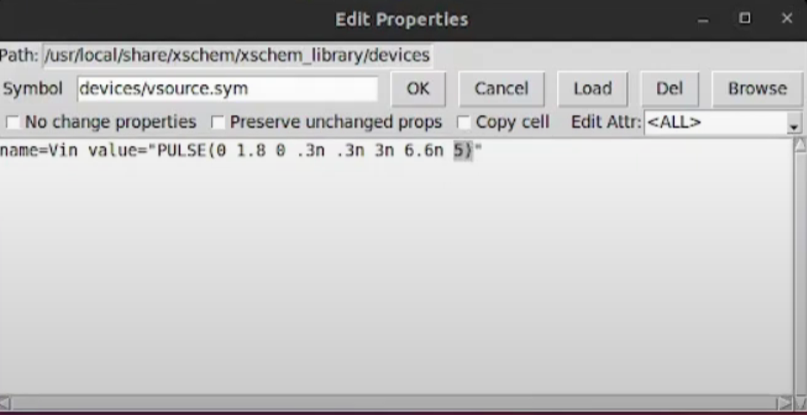 Edit Properties
Path: /usr/local/share/xschem/xschem_library/devices
Symbol devices/vsource.sym OK Cancel Load Del Browse
No change properties Preserve unchanged props Copy cell Edit Attr: <ALL>
name=Vin value="PULSE(0 1.8 0 .3n .3n 3n 6.6n 5)"